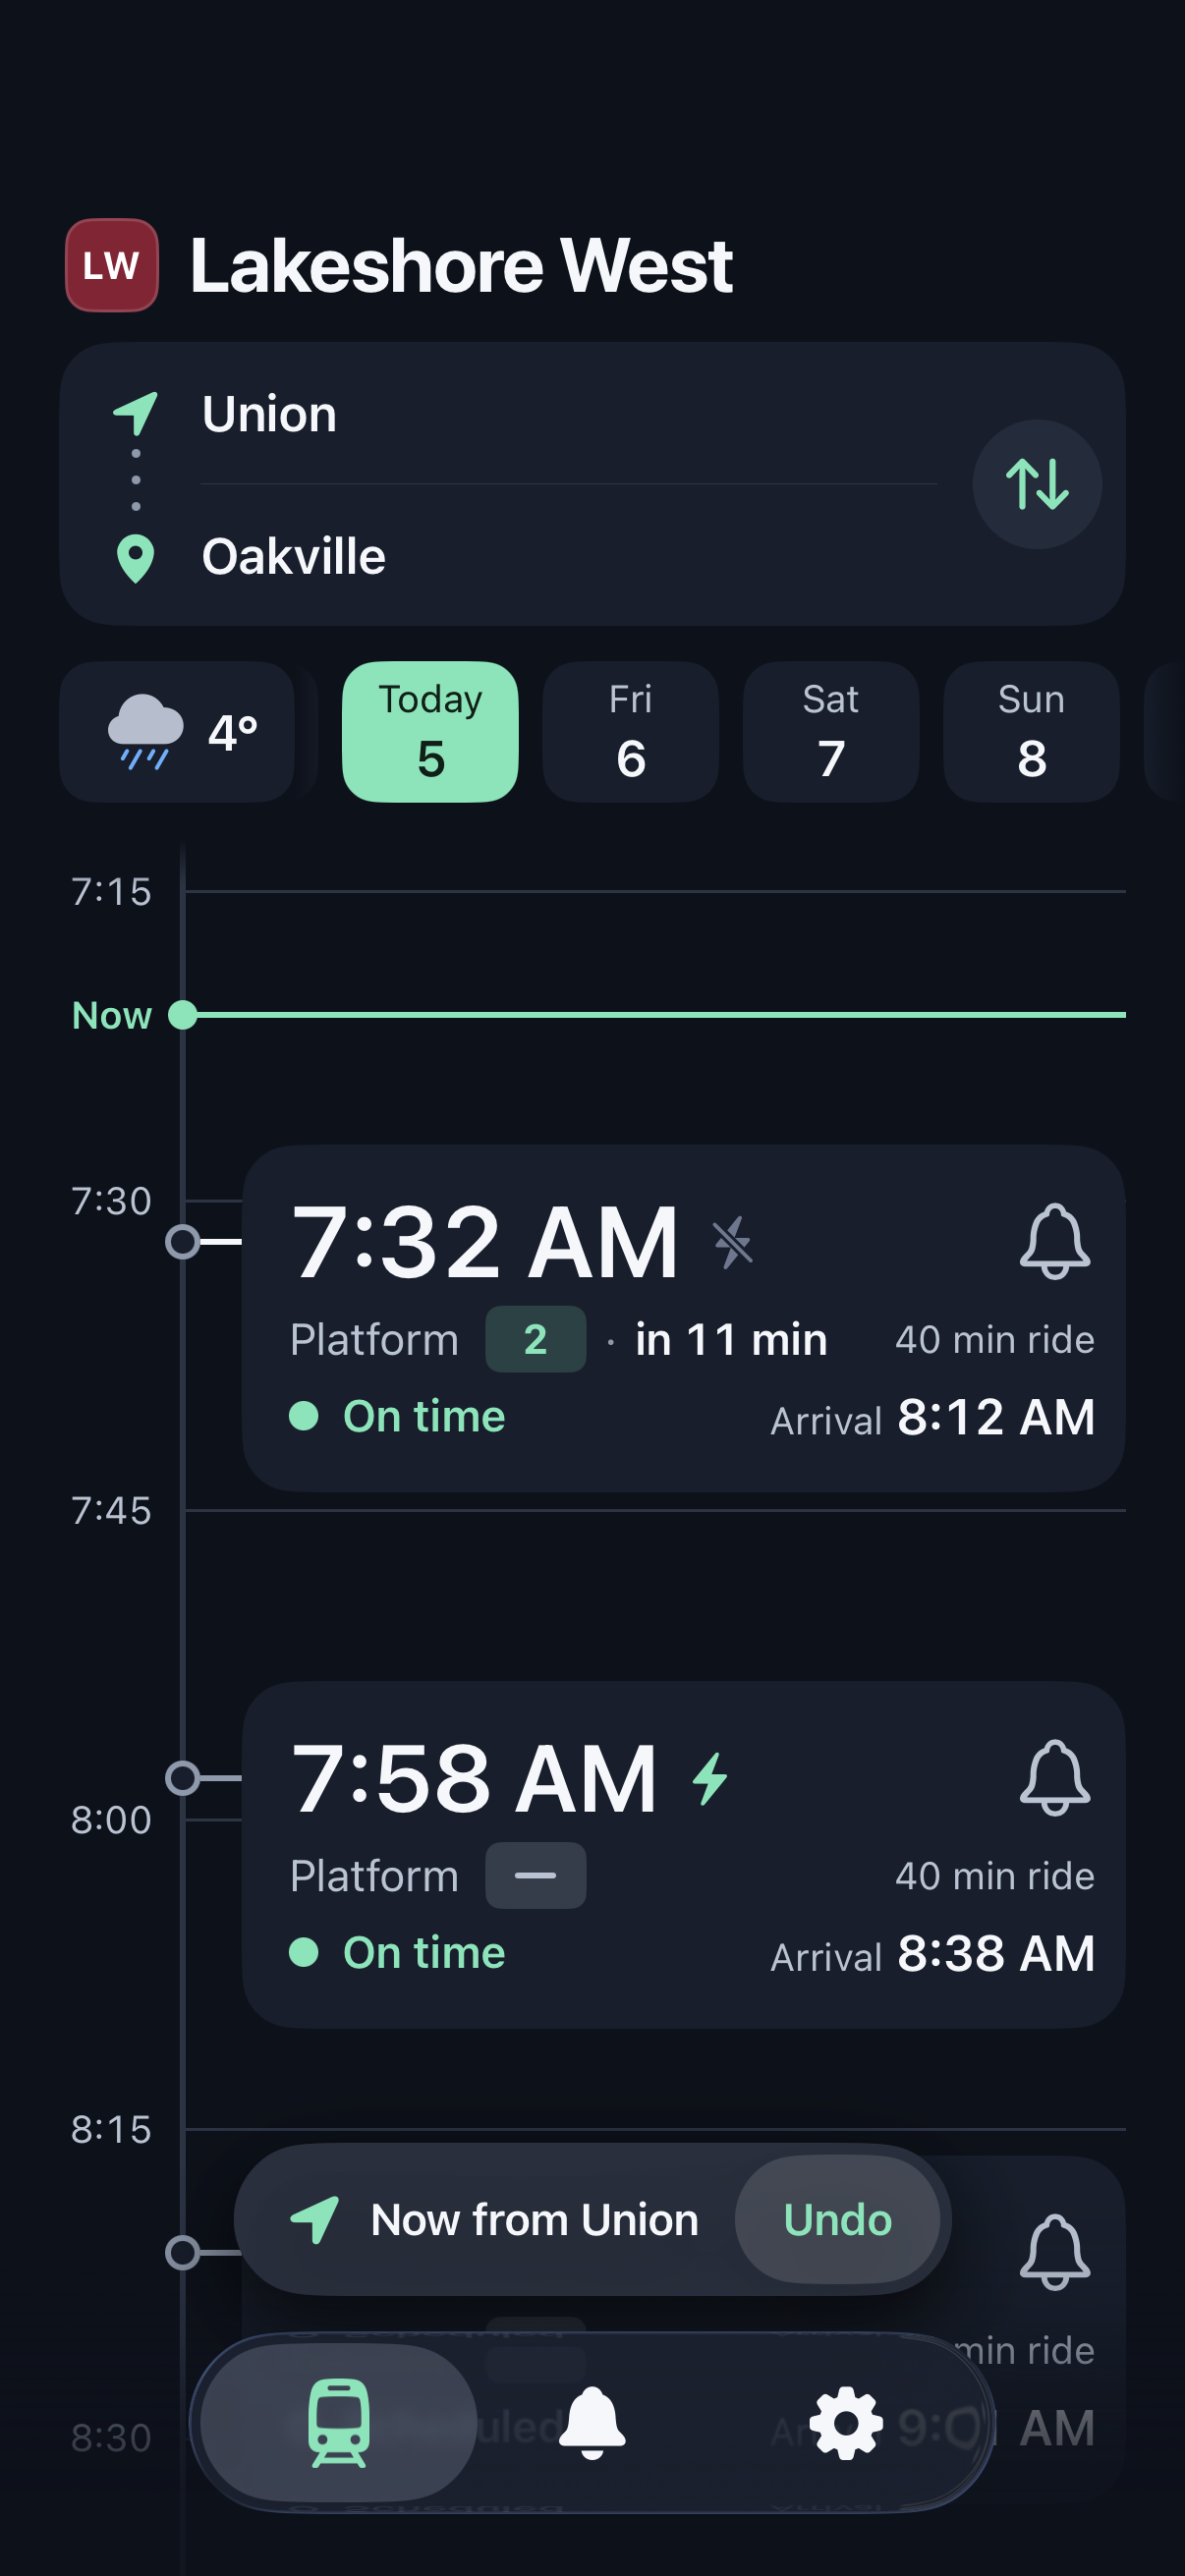 LW Lakeshore West
Union
Oakville
4°
Today
5
Fri
6
Sat
7
Sun
8
7:15
Now
7:30
7:32 AM
Platform 2 · in 11 min 40 min ride
On time Arrival 8:12 AM
7:45
7:58 AM
8:00
Platform — 40 min ride
On time Arrival 8:38 AM
8:15
Now from Union Undo
min ride
8:30
AM